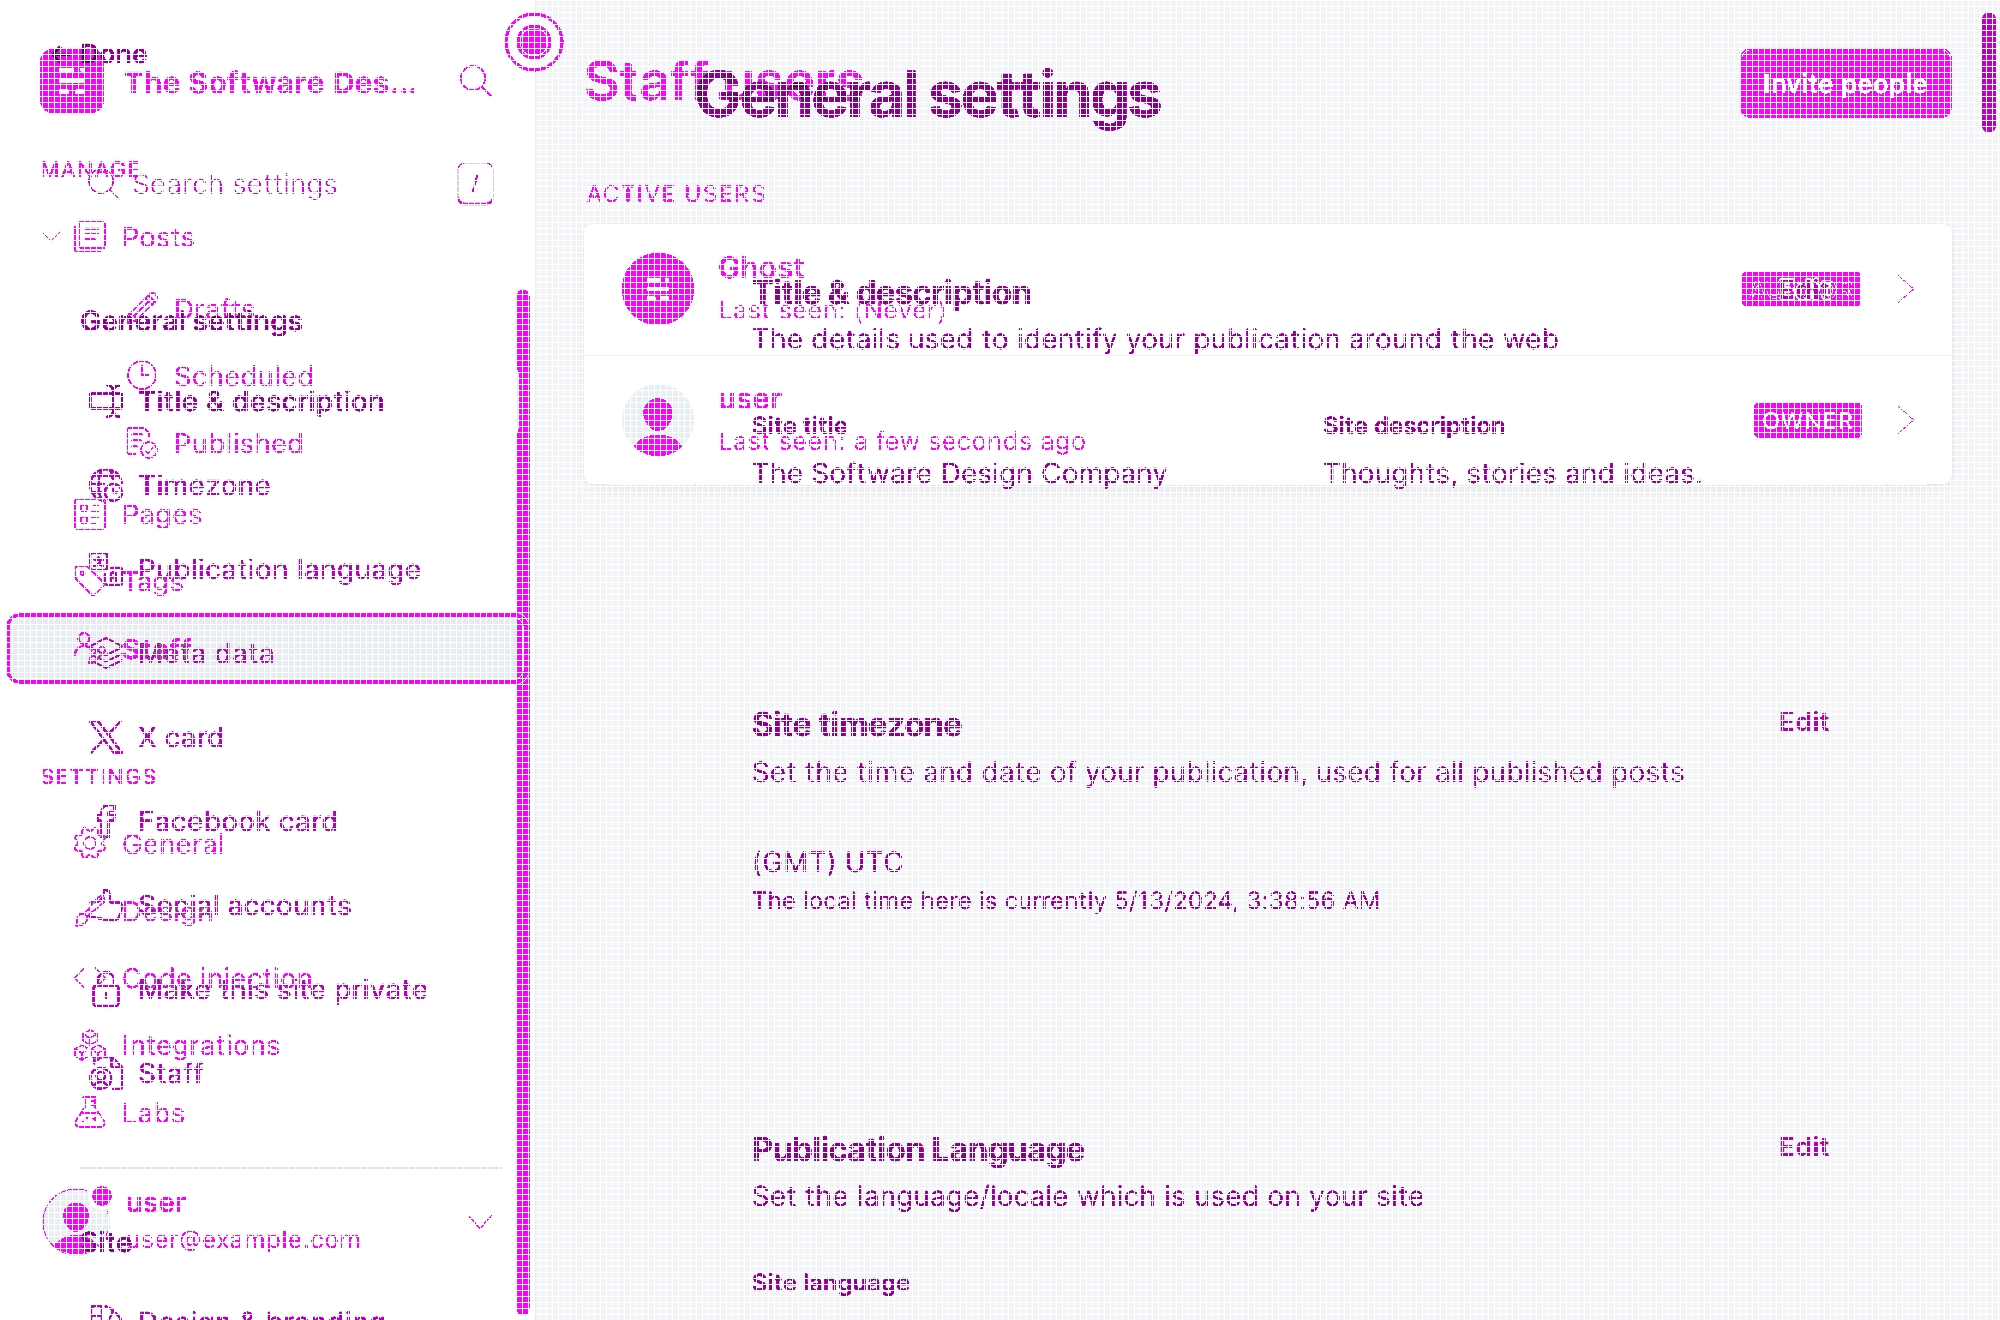 Done
The Software Des...
MANAGE
Search settings
/
Posts
Drafts
General settings
Scheduled
Title & description
Published
Timezone
Pages
Publication language
Tags
Staff
Meta data
X card
SETTINGS
Facebook card
General
Social accounts
Design
Code injection
Make this site private
Integrations
Staff
Labs
user
user@example.com
Site
Design & branding
Staff users
General settings
Invite people
ACTIVE USERS
Ghost
Title & description
Edit
Last seen: (Never)
The details used to identify your publication around the web
user
OWNER
Site title
Site description
Last seen: a few seconds ago
The Software Design Company
Thoughts, stories and ideas.
Site timezone
Edit
Set the time and date of your publication, used for all published posts
(GMT) UTC
The local time here is currently 5/13/2024, 3:38:56 AM
Publication Language
Edit
Set the language/locale which is used on your site
Site language